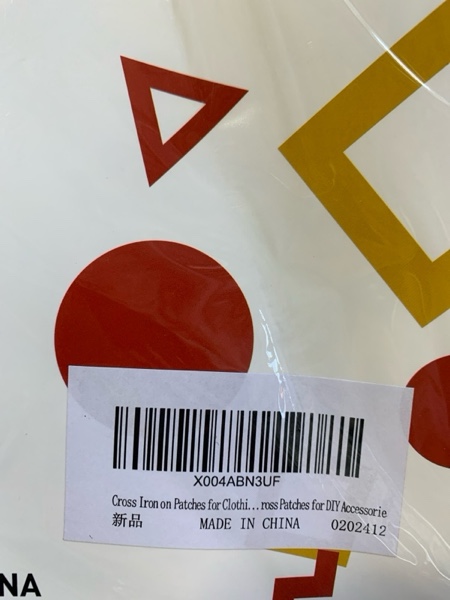 X004ABN3UF
Cross Iron on Patches for Clothi...ross Patches for DIY Accessorie
新品 MADE IN CHINA 0202412
NA